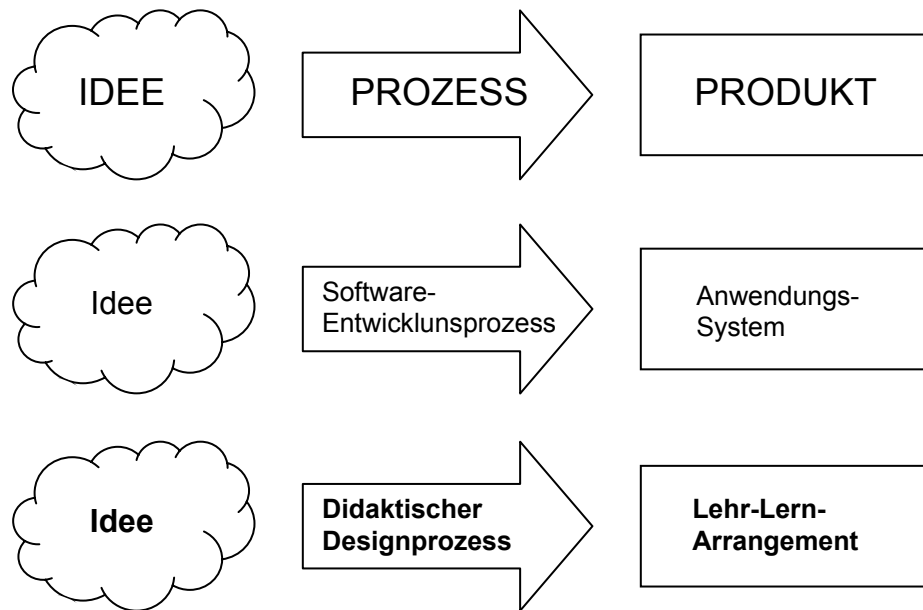 IDEE
PROZESS
PRODUKT
Idee
Software-
Entwicklunsprozess
Anwendungs-
System
Idee
Didaktischer
Designprozess
Lehr-Lern-
Arrangement